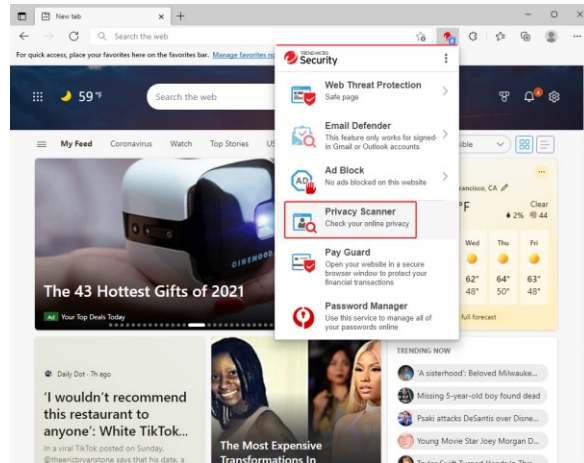 New tab
Search the web
For quick access, place your favorites here on the favorites bar. Manage favorites
TREND MICRO
Security
Web Threat Protection
Safe page
Email Defender
This feature only works for signed-
in Gmail or Outlook accounts.
Ad Block
AD
No ads blocked on this website
Privacy Scanner
Check your online privacy
Pay Guard
Open your website in a secure
browser window to protect your
financial transactions
Password Manager
Use this service to manage all of
your passwords online
59 °F
Search the web
My Feed
Coronavirus
Watch
Top Stories
CINEMOOD
The 43 Hottest Gifts of 2021
Ad
Your Top Deals Today
CA
°F
Clear
2%
44
Wed
Thu
Fri
62°
64°
63°
48°
50°
48°
full forecast
Daily Dot · 7h ago
'I wouldn't recommend
this restaurant to
anyone': White TikTok...
In a viral TikTok posted on Sunday,
@theericbryanstone says that his date, a
The Most Expensive
Transformations In
TRENDING NOW
'A sisterhood': Beloved Milwauke...
Missing 5-year-old boy found dead
Psaki attacks DeSantis over Disne...
Young Movie Star Joey Morgan D...